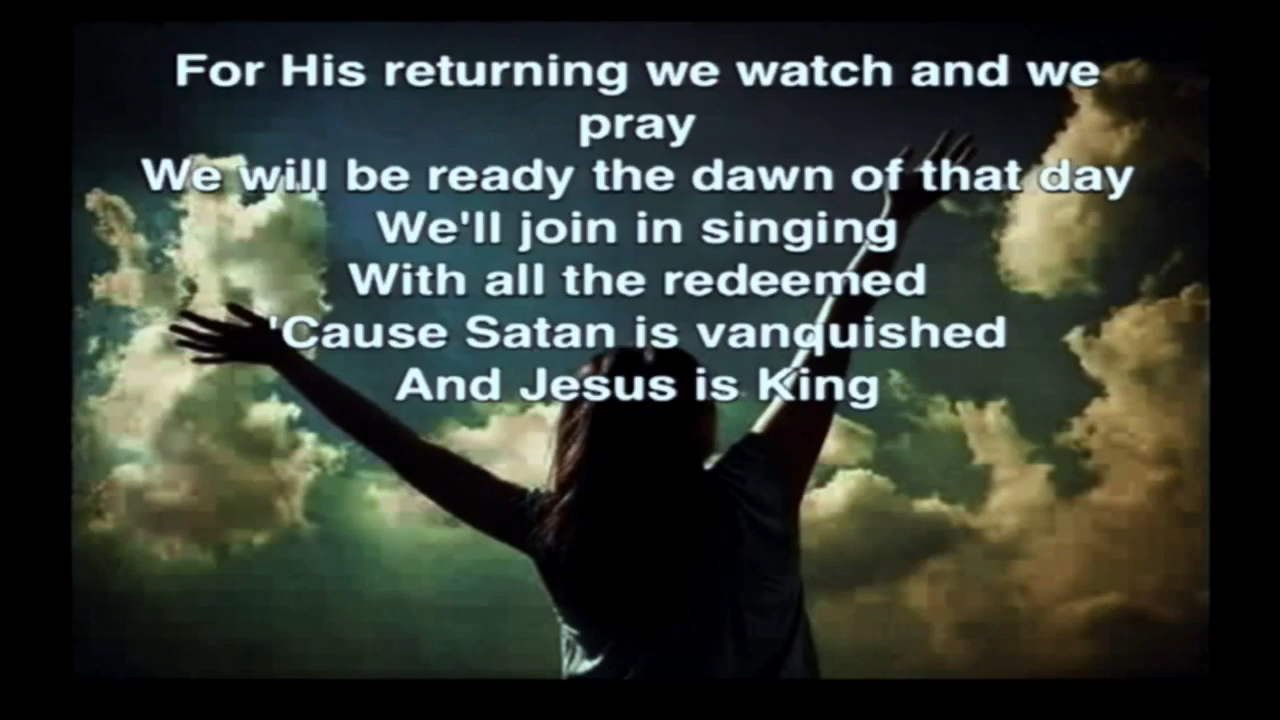 For His returning we watch and we
pray
We will be ready the dawn of that day
We'll join in singing
With all the redeemed
'Cause Satan is vanquished
And Jesus is King